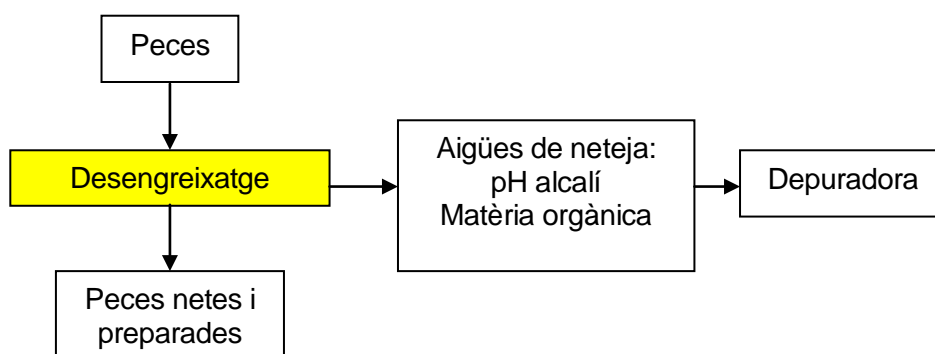 Peces
Desengreixatge
Aigües de neteja:
pH alcalí
Matèria orgànica
Depuradora
Peces netes i
preparades